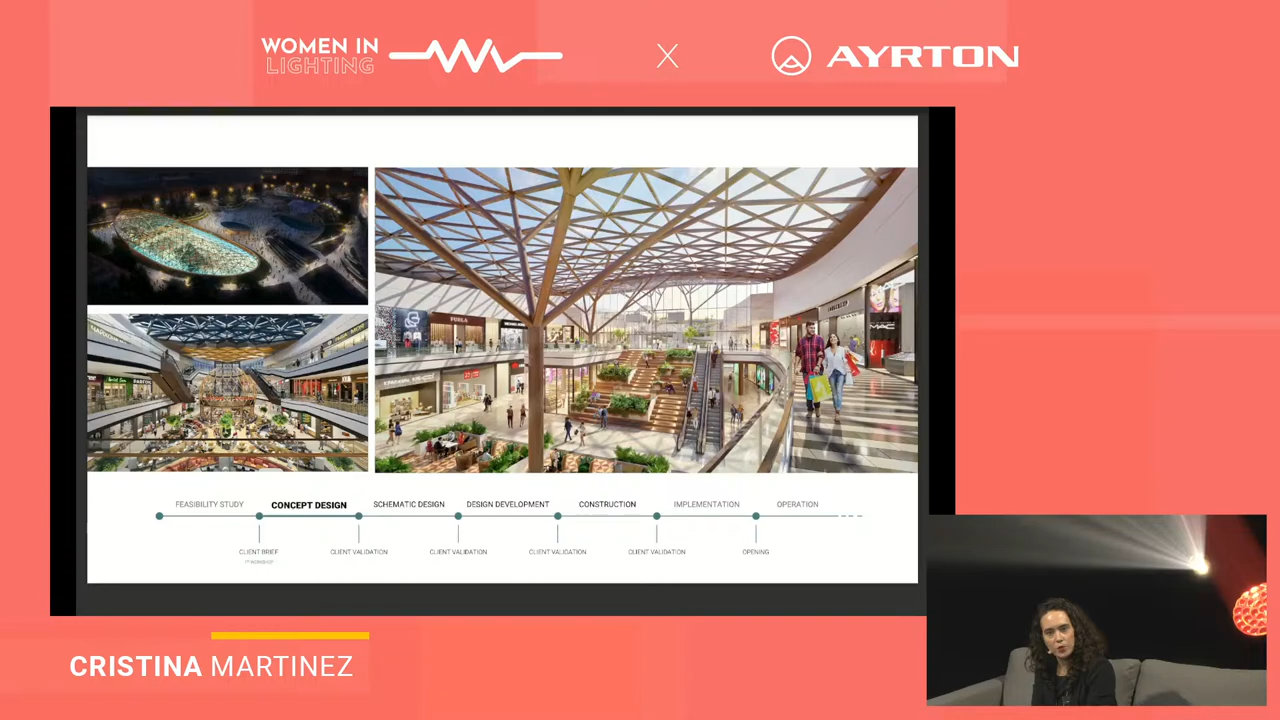 WOMEN IN
LIGHTING
AYRTON
FURLA
MAC
FEASIBILITY STUDY
CONCEPT DESIGN
SCHEMATIC DESIGN
DESIGN DEVELOPMENT
CONSTRUCTION
IMPLEMENTATION
OPERATION
CLIENT BRIEF
CLIENT VALIDATION
CLIENT VALIDATION
CLIENT VALIDATION
CLIENT VALIDATION
OPENING
CRISTINA MARTINEZ